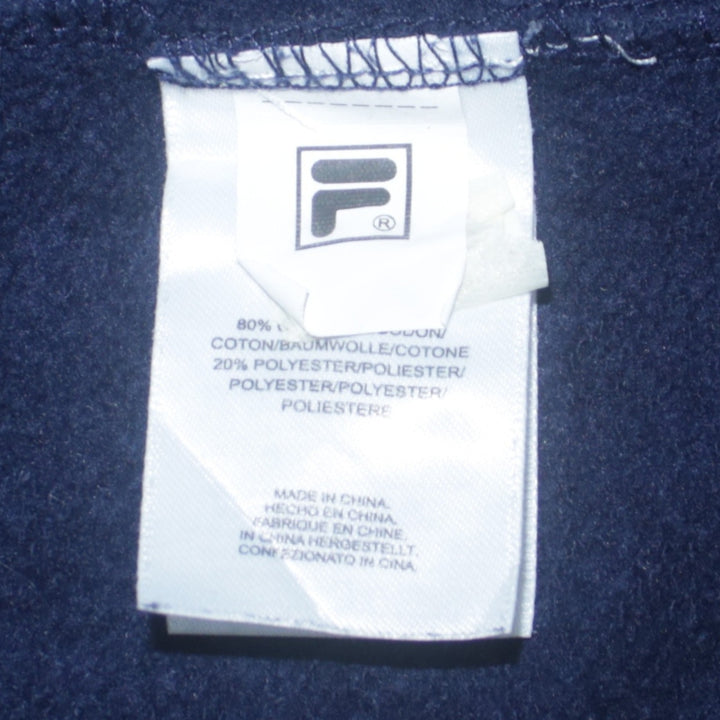 F®
80% ODON/
COTON/BAUMWOLLE/COTONE
20% POLYESTER/POLIESTER/
POLYESTER/POLYESTER/
POLIESTERE
MADE IN CHINA.
HECHO EN CHINA.
FABRIQUE EN CHINE.
IN CHINA HERGESTELLT.
CONFEZIONATO IN CINA.